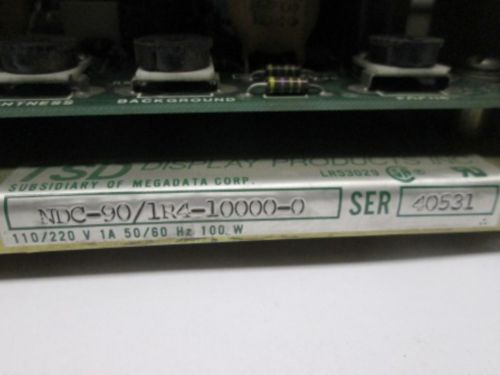 BACKGROUND
TSD DISPLAY PRODUCTS INC
SUBSIDIARY OF MEGADATA CORP. LR53029
NDC-90/1R4-10000-0 SER 40531
110/220 V 1A 50/60 Hz 100 W